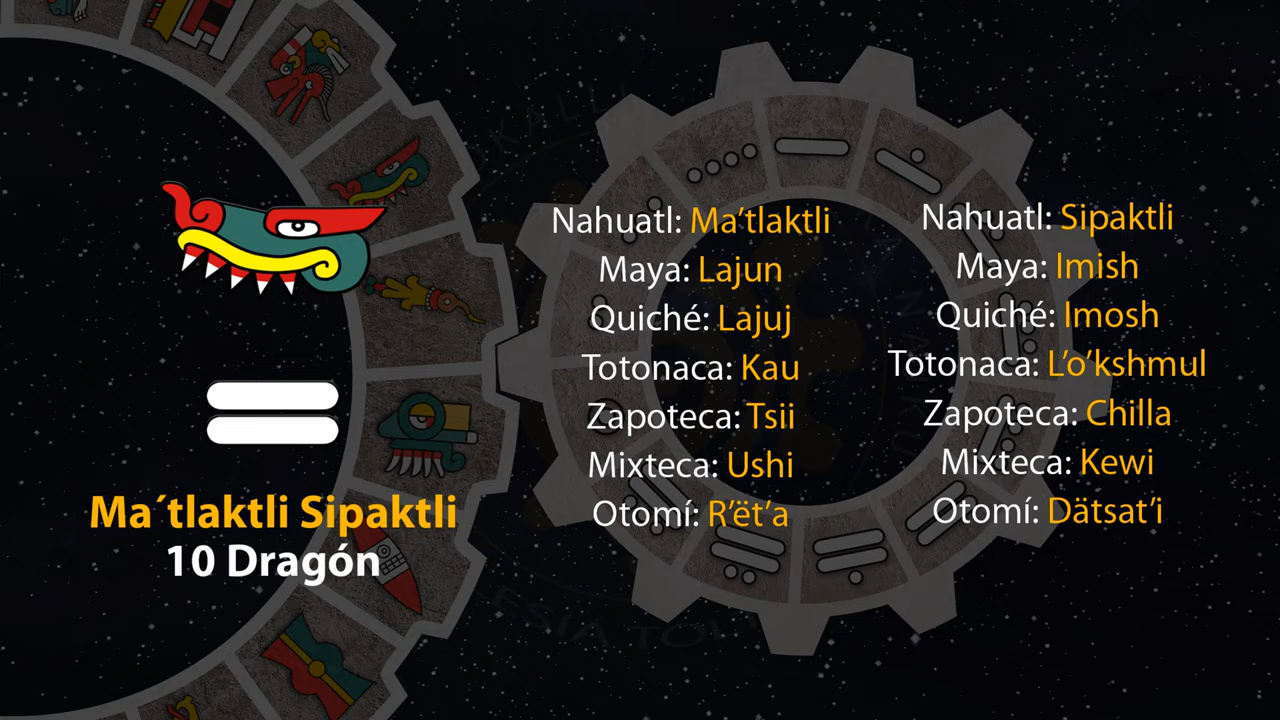 Ma´tlaktli Sipaktli
10 Dragón
Nahuatl: Ma’tlaktli
Maya: Lajun
Quiché: Lajuj
Totonaca: Kau
Zapoteca: Tsii
Mixteca: Ushi
Otomí: R’ët’a
Nahuatl: Sipaktli
Maya: Imish
Quiché: Imosh
Totonaca: L’o’kshmul
Zapoteca: Chilla
Mixteca: Kewi
Otomí: Dätsat’i